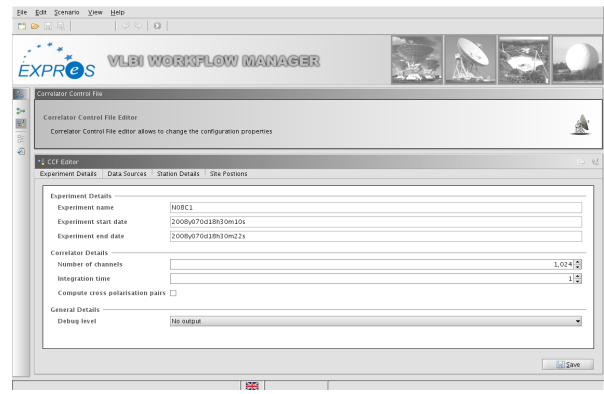 File Edit Scenario View Help
EXPReS VLBI WORKFLOW MANAGER
Correlator Control File
Correlator Control File Editor
Correlator Control File editor allows to change the configuration properties
CCF Editor
Experiment Details Data Sources Station Details Site Postions
Experiment Details
Experiment name N08C1
Experiment start date 2008y070d18h30m10s
Experiment end date 2008y070d18h30m22s
Correlator Details
Number of channels 1,024
Integration time 1
Compute cross polarisation pairs
General Details
Debug level No output
Save